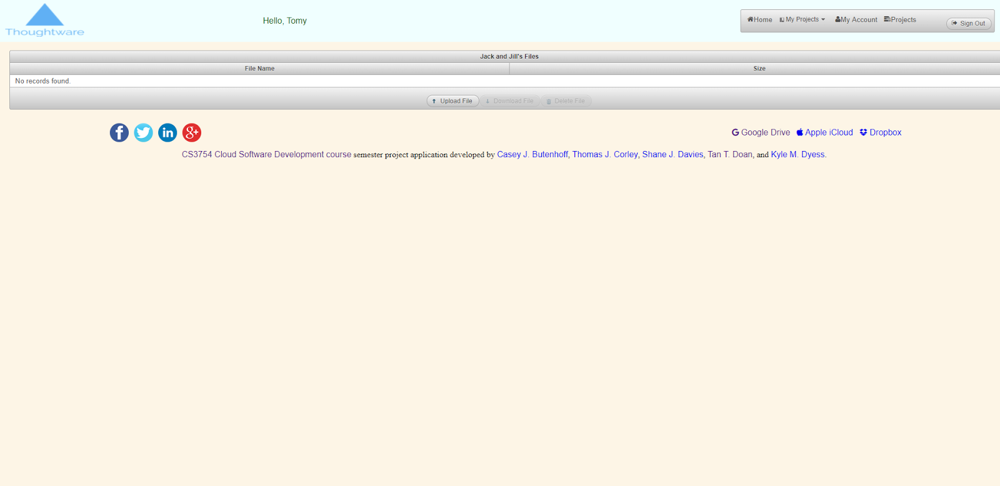 Thoughtware
Hello, Tomy
Home My Projects My Account Projects Sign Out
Jack and Jill's Files
File Name Size
No records found.
Upload File Download File Delete File
f in g+ Google Drive Apple iCloud Dropbox
CS3754 Cloud Software Development course semester project application developed by Casey J. Butenhoff, Thomas J. Corley, Shane J. Davies, Tan T. Doan, and Kyle M. Dyess.